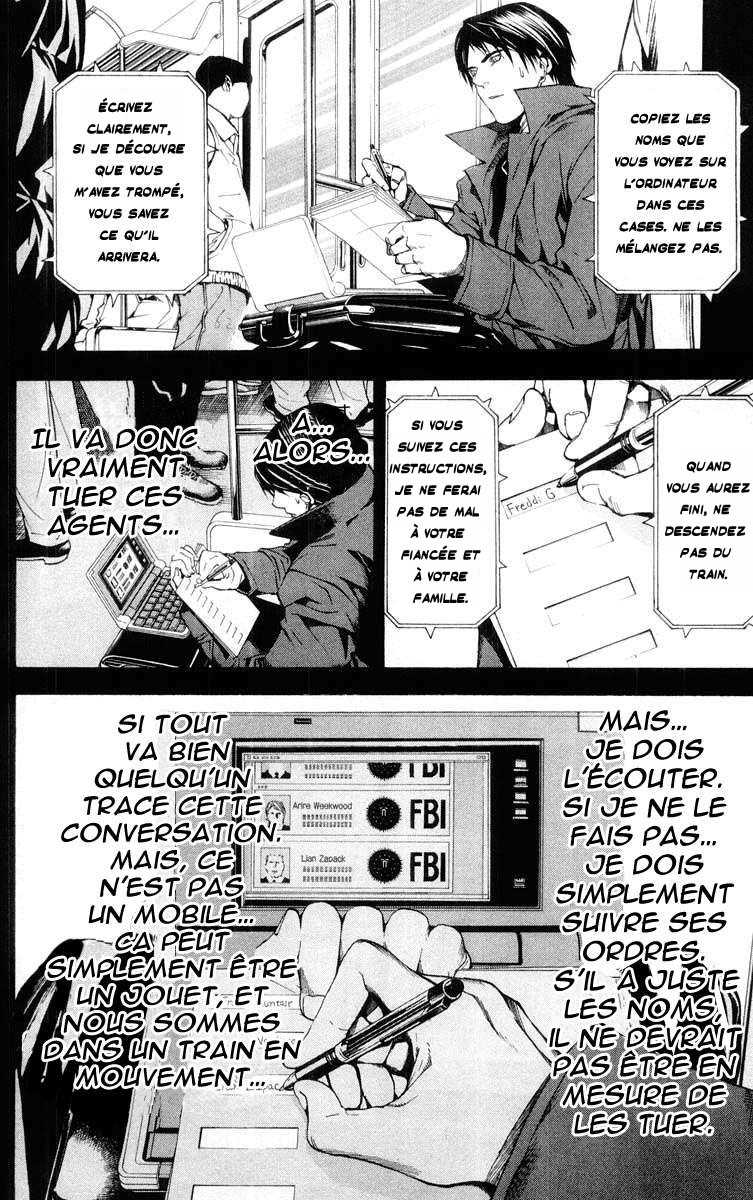 COPIEZ LES
NOMS QUE
VOUS VOYEZ SUR
L'ORDINATEUR
DANS CES
CASES. NE LES
MÉLANGEZ PAS.
ÉCRIVEZ
CLAIREMENT,
SI JE DÉCOUVRE
QUE VOUS
M'AVEZ TROMPÉ,
VOUS SAVEZ
CE QU'IL
ARRIVERA.
QUAND
VOUS AUREZ
FINI, NE
DESCENDEZ
PAS DU
TRAIN.
Freddi G
SI VOUS
SUIVEZ CES
INSTRUCTIONS,
JE NE FERAI
PAS DE MAL
À VOTRE
FIANCÉE ET
À VOTRE
FAMILLE.
A...
ALORS...
IL VA DONC
VRAIMENT
TUER CES
AGENTS...
MAIS...
JE DOIS
L'ÉCOUTER.
SI JE NE LE
FAIS PAS...
JE DOIS
SIMPLEMENT
SUIVRE SES
ORDRES.
S'IL A JUSTE
LES NOMS,
IL NE DEVRAIT
PAS ÊTRE EN
MESURE DE
LES TUER.
FBI
Arire Weekwood
FBI
Lian Zapack
FBI
SI TOUT
VA BIEN
QUELQU'UN
TRACE CETTE
CONVERSATION.
MAIS, CE
N'EST PAS
UN MOBILE...
CA PEUT
SIMPLEMENT ÊTRE
UN JOUET, ET
NOUS SOMMES
DANS UN TRAIN EN
MOUVEMENT...